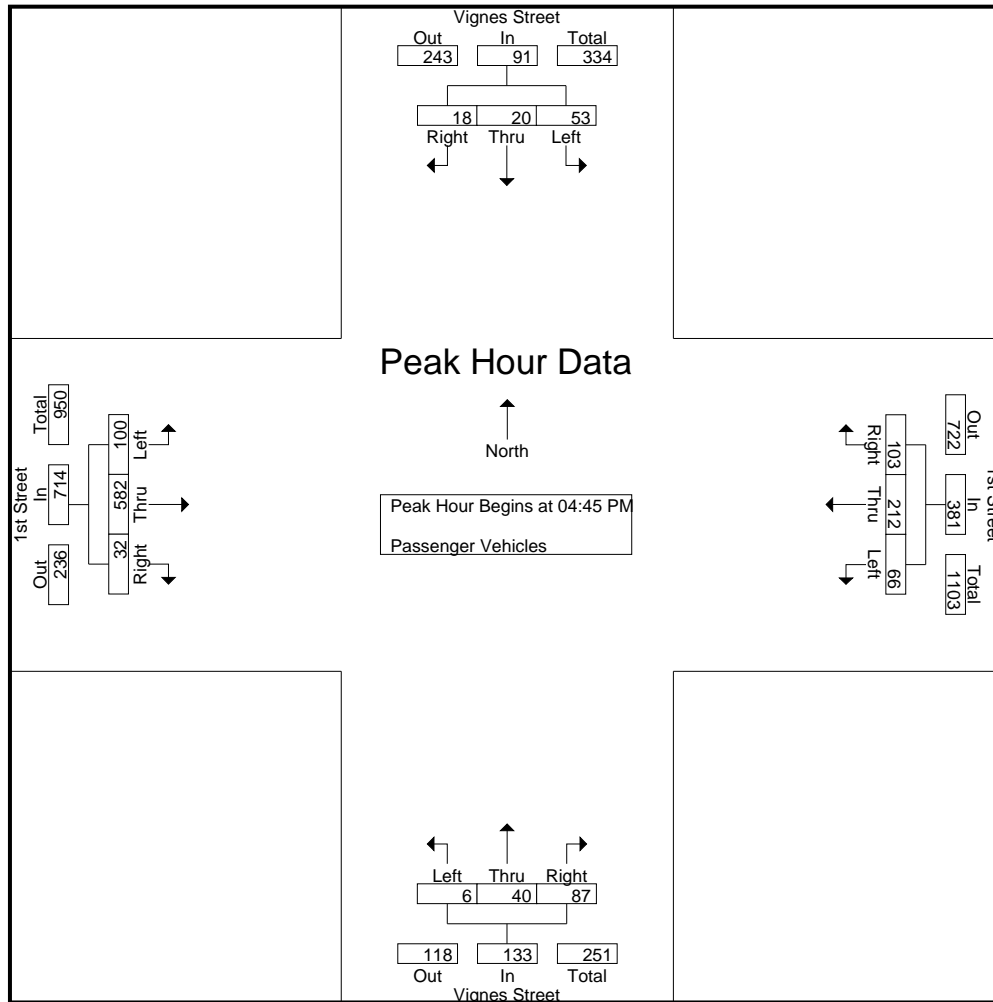 Vignes Street
Out In Total
243 91 334
18 20 53
Right Thru Left
Peak Hour Data
North
Peak Hour Begins at 04:45 PM
Passenger Vehicles
1st Street
Out In Total
236 714 950
32 582 100
Right Thru Left
1st Street
Out In Total
722 381 1103
103 212 66
Right Thru Left
Left Thru Right
6 40 87
118 133 251
Out In Total
Vignes Street